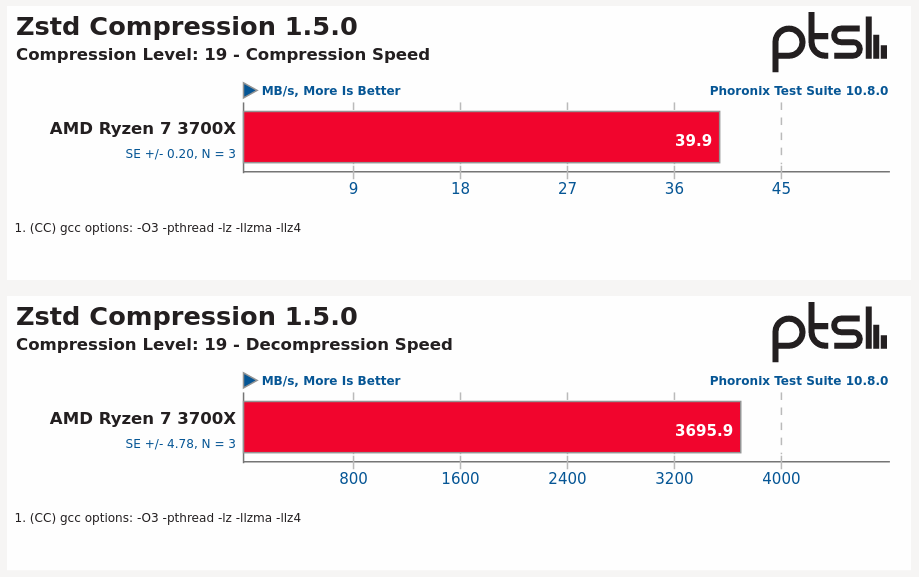 Zstd Compression 1.5.0
Compression Level: 19 - Compression Speed
ptsl
MB/s, More Is Better
Phoronix Test Suite 10.8.0
AMD Ryzen 7 3700X
39.9
SE +/- 0.20, N = 3
9 18 27 36 45
1. (CC) gcc options: -O3 -pthread -lz -llzma -llz4
Zstd Compression 1.5.0
Compression Level: 19 - Decompression Speed
ptsl
MB/s, More Is Better
Phoronix Test Suite 10.8.0
AMD Ryzen 7 3700X
3695.9
SE +/- 4.78, N = 3
800 1600 2400 3200 4000
1. (CC) gcc options: -O3 -pthread -lz -llzma -llz4